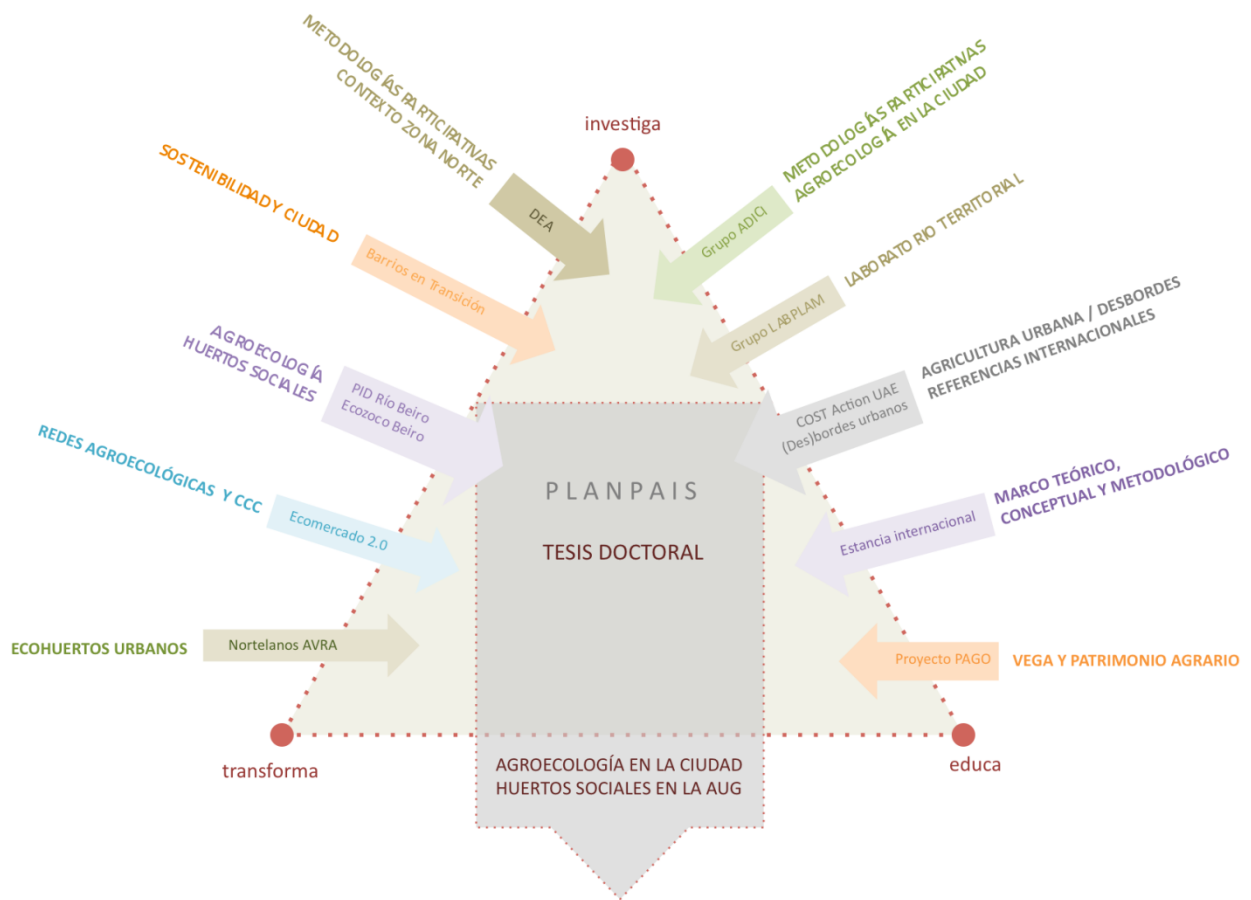 investiga
METODOLOGÍAS PARTICIPATIVAS
CONTEXTO ZONA NORTE
DEA
SOSTENIBILIDAD Y CIUDAD
Barrios en Transición
AGROECOLOGÍA
HUERTOS SOCIALES
PID Río Beiro
Ecozoco Beiro
REDES AGROECOLÓGICAS Y CCC
Ecomercado 2.0
ECOHUERTOS URBANOS
Nortelanos AVRA
METODOLOGÍAS PARTICIPATIVAS
AGROECOLOGÍA EN LA CIUDAD
Grupo ADICI
LABORATORIO TERRITORIAL
Grupo LABPLAM
AGRICULTURA URBANA / DESBORDES
REFERENCIAS INTERNACIONALES
COST Action UAE
(Des)bordes urbanos
MARCO TEÓRICO,
CONCEPTUAL Y METODOLÓGICO
Estancia internacional
Proyecto PAGO
VEGA Y PATRIMONIO AGRARIO
PLANPAIS
TESIS DOCTORAL
transforma
educa
AGROECOLOGÍA EN LA CIUDAD
HUERTOS SOCIALES EN LA AUG